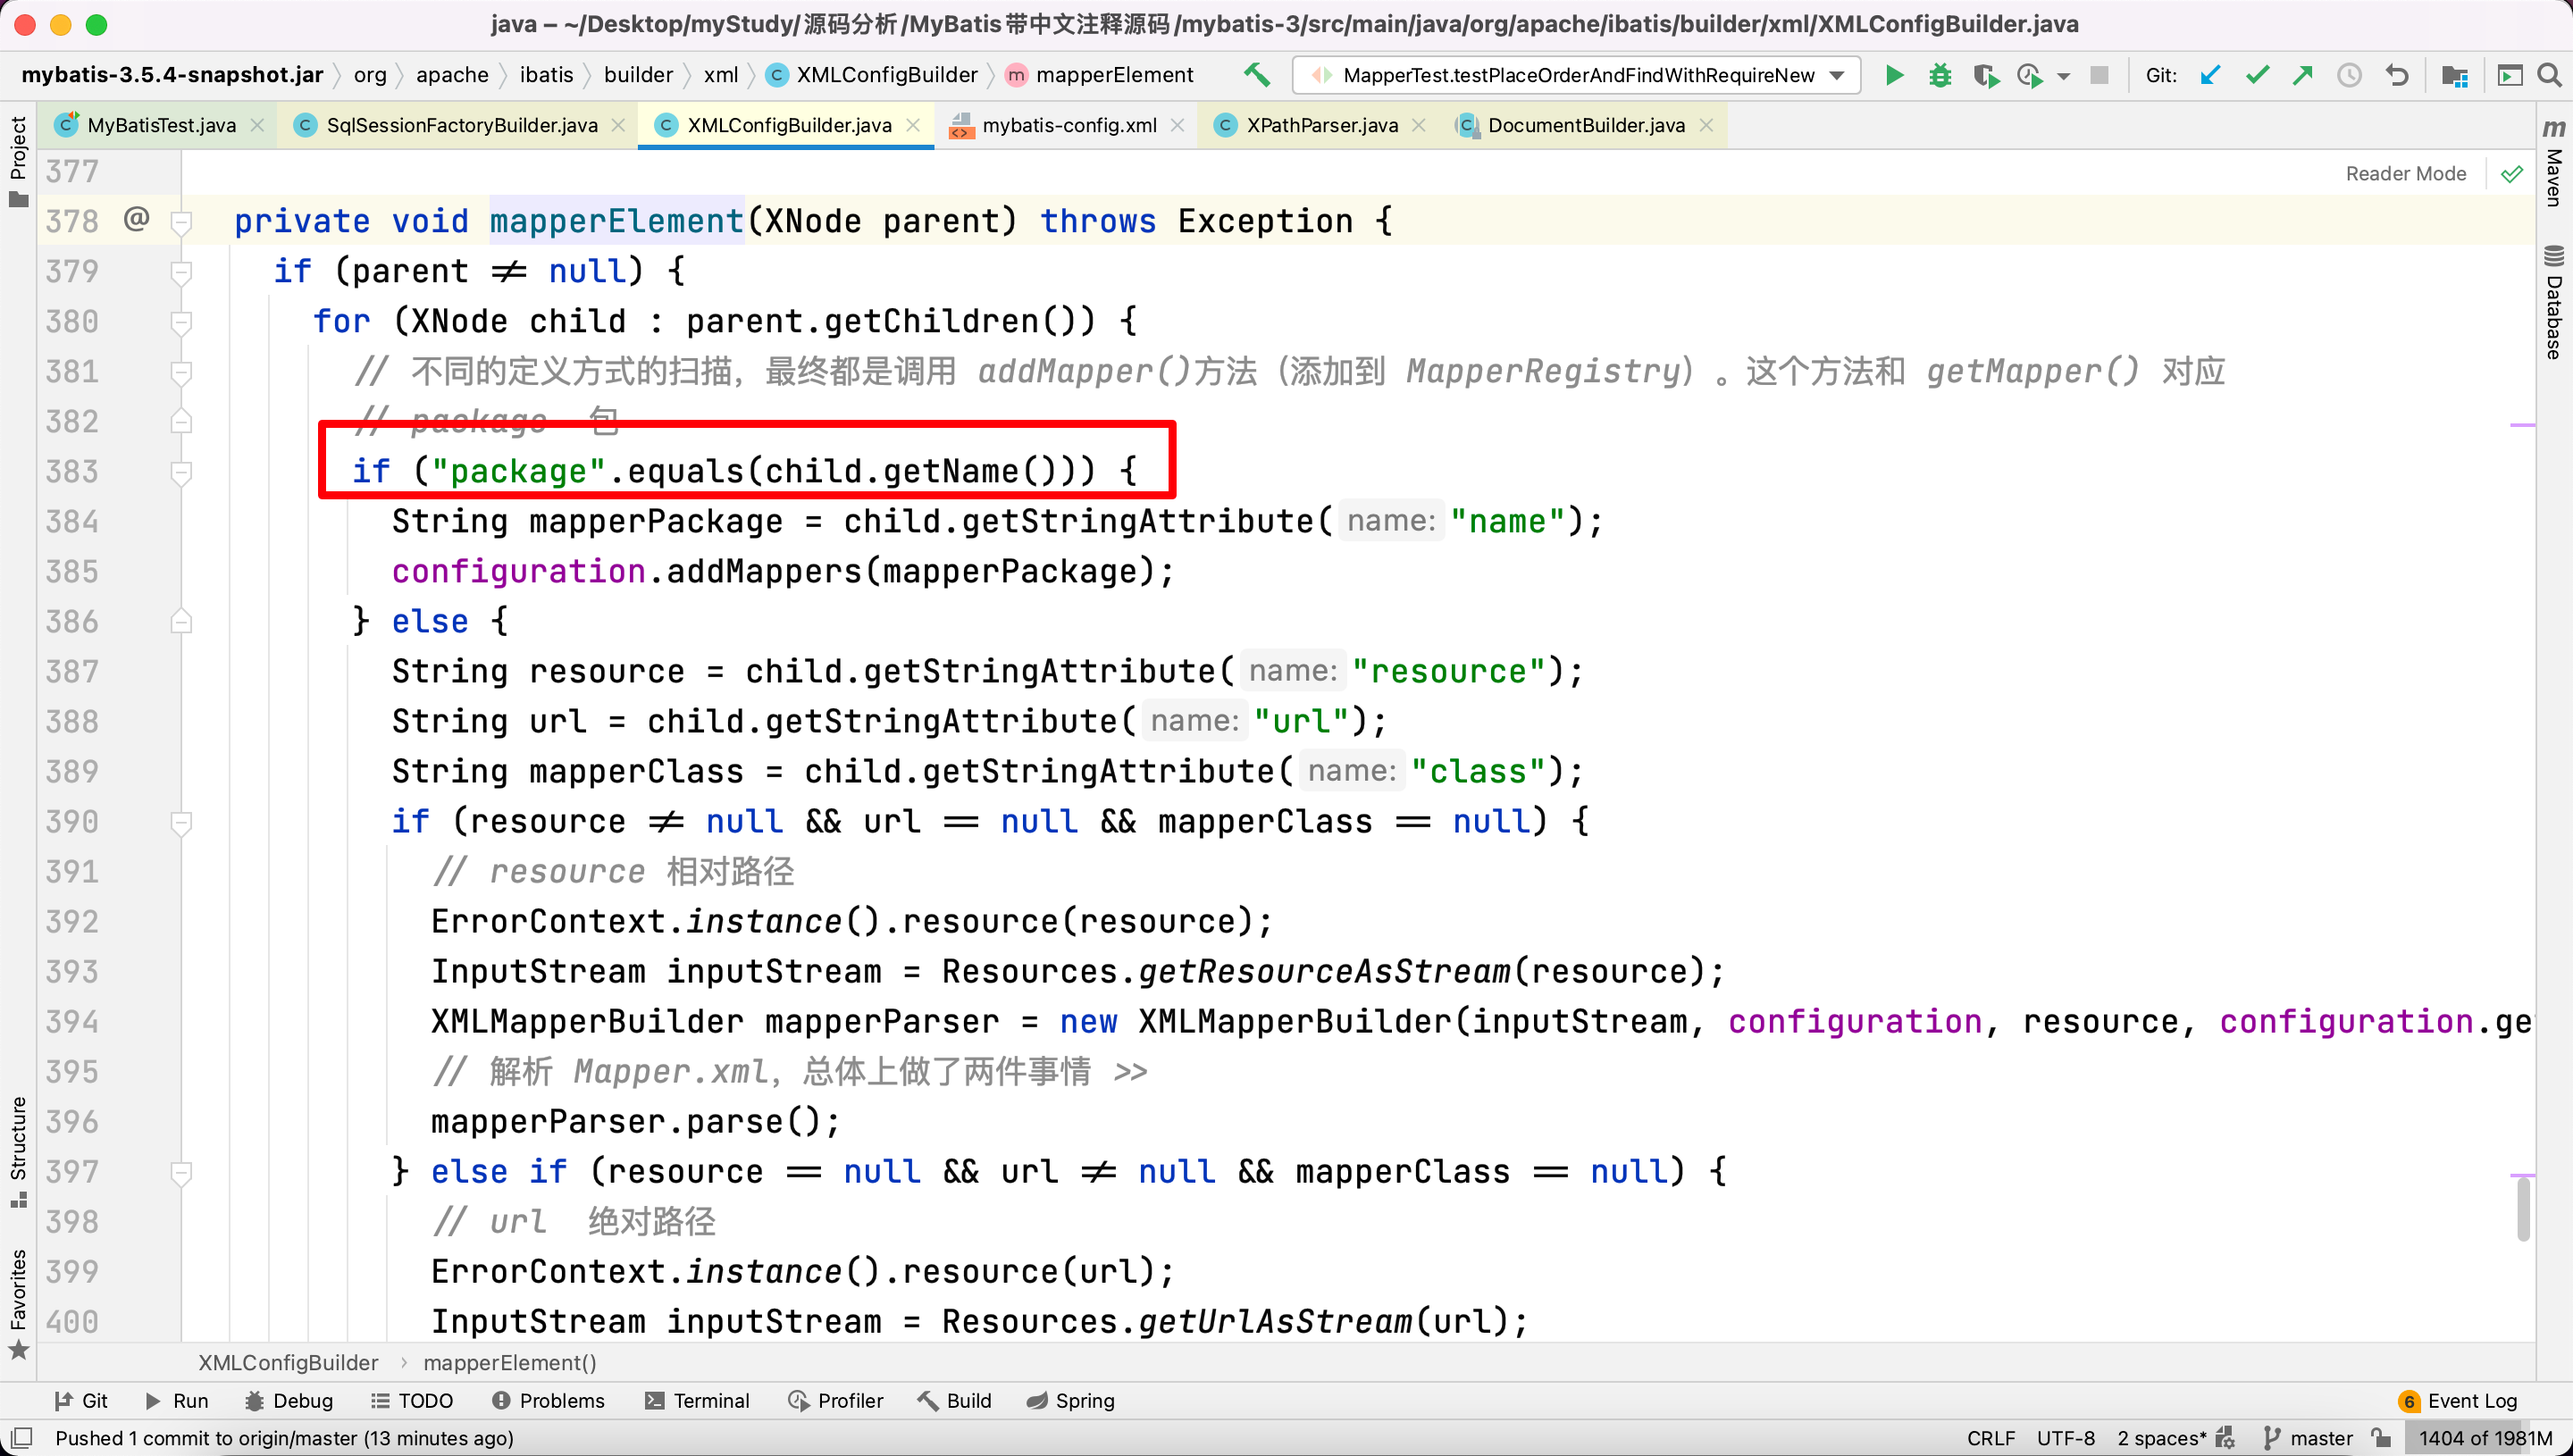 java – ~/Desktop/myStudy/源码分析/MyBatis带中文注释源码/mybatis-3/src/main/java/org/apache/ibatis/builder/xml/XMLConfigBuilder.java
mybatis-3.5.4-snapshot.jar org apache ibatis builder xml C XMLConfigBuilder m mapperElement MapperTest.testPlaceOrderAndFindWithRequireNew Git:
MyBatisTest.java SqlSessionFactoryBuilder.java XMLConfigBuilder.java mybatis-config.xml XPathParser.java DocumentBuilder.java
Project
Structure
Favorites
Maven
Database
Reader Mode
377
378 @ private void mapperElement(XNode parent) throws Exception {
379 if (parent != null) {
380 for (XNode child : parent.getChildren()) {
381 // 不同的定义方式的扫描，最终都是调用 addMapper()方法（添加到 MapperRegistry）。这个方法和 getMapper() 对应
382 // package 包
383 if ("package".equals(child.getName())) {
384 String mapperPackage = child.getStringAttribute( name: "name");
385 configuration.addMappers(mapperPackage);
386 } else {
387 String resource = child.getStringAttribute( name: "resource");
388 String url = child.getStringAttribute( name: "url");
389 String mapperClass = child.getStringAttribute( name: "class");
390 if (resource != null && url == null && mapperClass == null) {
391 // resource 相对路径
392 ErrorContext.instance().resource(resource);
393 InputStream inputStream = Resources.getResourceAsStream(resource);
394 XMLMapperBuilder mapperParser = new XMLMapperBuilder(inputStream, configuration, resource, configuration.ge
395 // 解析 Mapper.xml，总体上做了两件事情 >>
396 mapperParser.parse();
397 } else if (resource == null && url != null && mapperClass == null) {
398 // url 绝对路径
399 ErrorContext.instance().resource(url);
400 InputStream inputStream = Resources.getUrlAsStream(url);
XMLConfigBuilder › mapperElement()
Git Run Debug TODO Problems Terminal Profiler Build Spring 6 Event Log
Pushed 1 commit to origin/master (13 minutes ago) CRLF UTF-8 2 spaces* master 1404 of 1981M